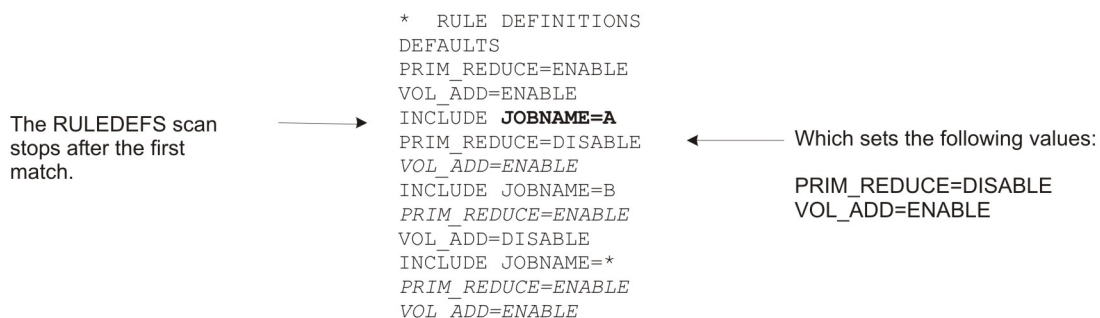 The RULEDEFS scan
stops after the first
match.
* RULE DEFINITIONS
DEFAULTS
PRIM_REDUCE=ENABLE
VOL_ADD=ENABLE
INCLUDE JOBNAME=A
PRIM_REDUCE=DISABLE
VOL_ADD=ENABLE
INCLUDE JOBNAME=B
PRIM_REDUCE=ENABLE
VOL_ADD=DISABLE
INCLUDE JOBNAME=*
PRIM_REDUCE=ENABLE
VOL_ADD=ENABLE
Which sets the following values:
PRIM_REDUCE=DISABLE
VOL_ADD=ENABLE